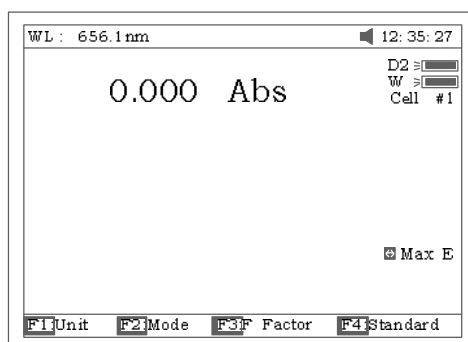 WL: 656.1nm 12:35:27
D2
0.000 Abs
W
Cell #1
Max E
F1 Unit F2 Mode F3 F Factor F4 Standard